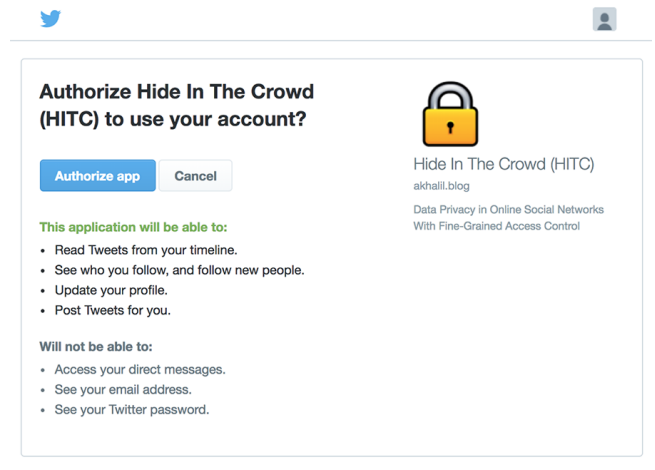 Authorize Hide In The Crowd
(HITC) to use your account?
Authorize app
Cancel
This application will be able to:
• Read Tweets from your timeline.
• See who you follow, and follow new people.
• Update your profile.
• Post Tweets for you.
Will not be able to:
• Access your direct messages.
• See your email address.
• See your Twitter password.
Hide In The Crowd (HITC)
akhalil.blog
Data Privacy in Online Social Networks
With Fine-Grained Access Control